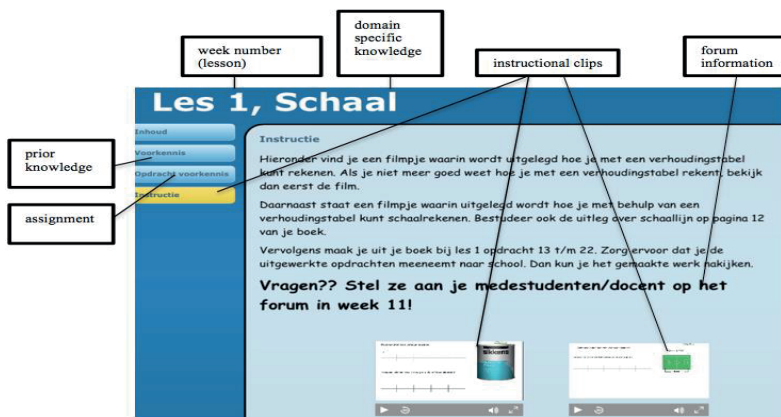 domain
specific
knowledge
week number
(lesson)
instructional clips
forum
information
Les 1, Schaal
Inhoud
prior
knowledge
Voorkennis
Opdracht voorkennis
assignment
Instructie
Instructie
Hieronder vind je een filmpje waarin wordt uitgelegd hoe je met een verhoudingstabel
kunt rekenen. Als je niet meer goed weet hoe je met een verhoudingstabel rekent, bekijk
dan eerst de film.
Daarnaast staat een filmpje waarin uitgelegd wordt hoe je met behulp van een
verhoudingstabel kunt schaalrekenen. Bestudeer ook de uitleg over schaallijn op pagina 12
van je boek.
Vervolgens maak je uit je boek bij les 1 opdracht 13 t/m 22. Zorg ervoor dat je de
uitgewerkte opdrachten meeneemt naar school. Dan kun je het gemaakte werk nakijken.
Vragen?? Stel ze aan je medestudenten/docent op het
forum in week 11!